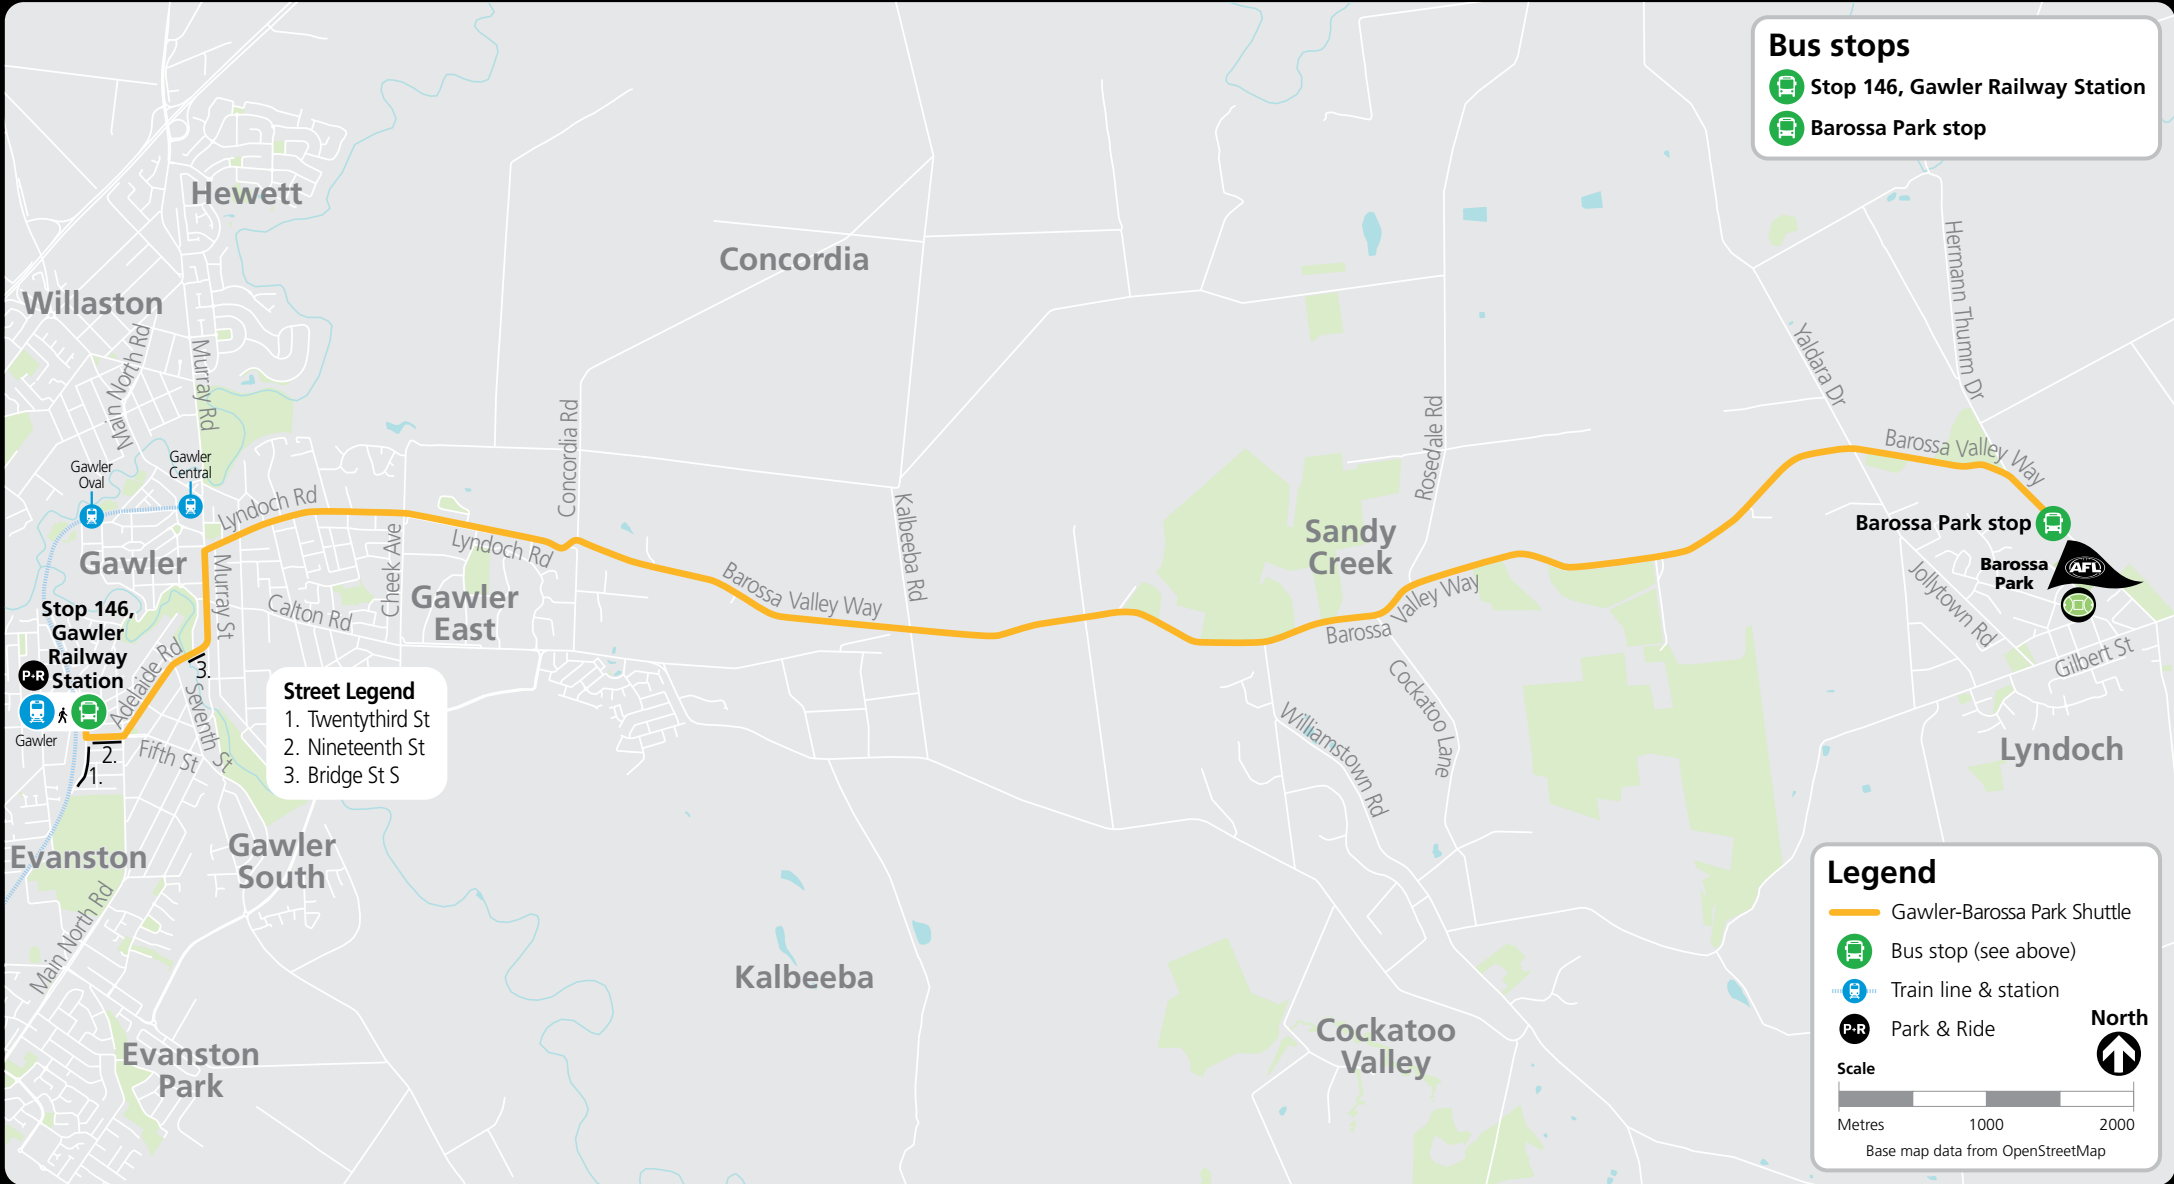 Bus stops
Stop 146, Gawler Railway Station
Barossa Park stop
Hewett
Concordia
Willaston
Main North Rd
Murray Rd
Hermann Thumm Dr
Yaldara Dr
Gawler
Oval
Gawler
Central
Lyndoch Rd
Concordia Rd
Rosedale Rd
Barossa Valley Way
Kalbeeba Rd
Cheek Ave
Lyndoch Rd
Sandy
Creek
Barossa Park stop
Gawler
Murray St
Calton Rd
Gawler
East
Barossa Valley Way
Barossa Valley Way
Barossa
Park
AFL
Jollytown Rd
Gilbert St
Stop 146,
Gawler
Railway
Station
P+R
Gawler
Adelaide Rd
Seventh St
Fifth St
3.
2.
1.
Street Legend
1. Twentythird St
2. Nineteenth St
3. Bridge St S
Cockatoo Lane
Williamstown Rd
Lyndoch
Evanston
Gawler
South
Main North Rd
Kalbeeba
Cockatoo
Valley
Evanston
Park
Legend
Gawler-Barossa Park Shuttle
Bus stop (see above)
Train line & station
P+R Park & Ride
North
Scale
Metres 1000 2000
Base map data from OpenStreetMap